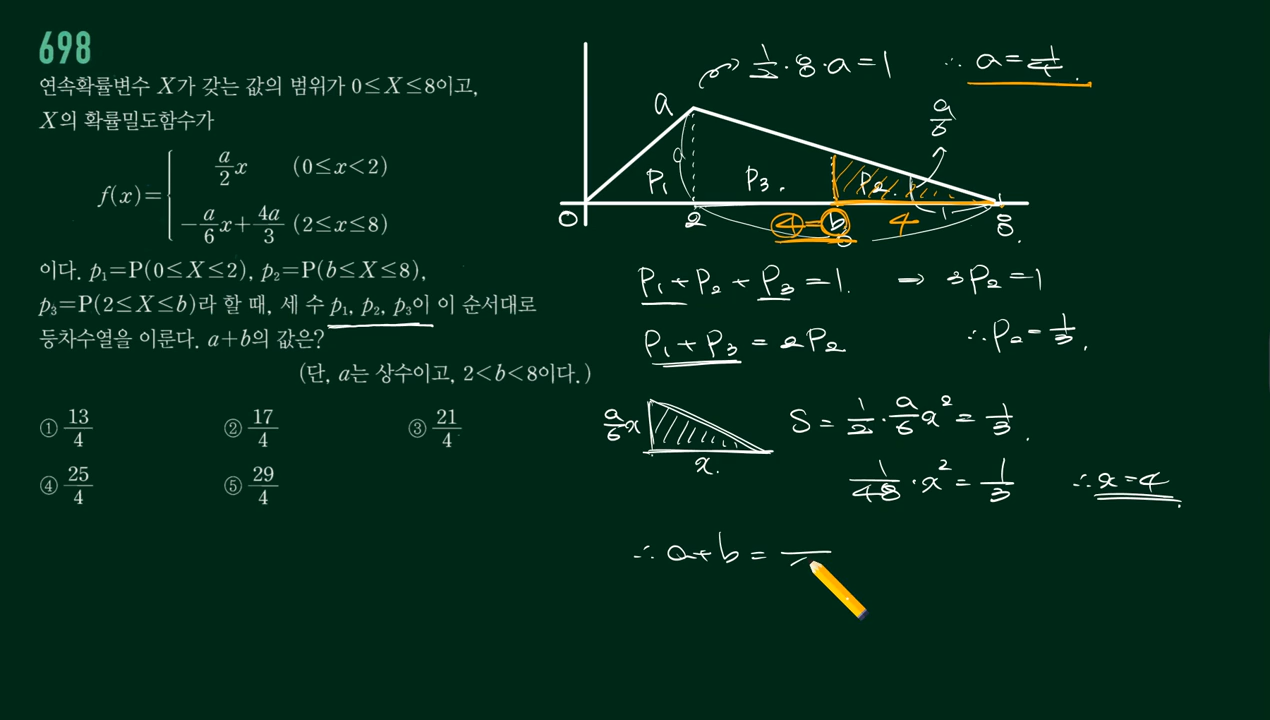 698
연속확률변수 X가 갖는 값의 범위가 0≤X≤8이고,
X의 확률밀도함수가
f(x)={ a/2 x (0≤x<2)
-a/6 x+4a/3 (2≤x≤8)
이다. p₁=P(0≤X≤2), p₂=P(b≤X≤8),
p₃=P(2≤X≤b)라 할 때, 세 수 p₁, p₂, p₃이 이 순서대로
등차수열을 이룬다. a+b의 값은?
(단, a는 상수이고, 2<b<8이다.)
① 13/4 ② 17/4 ③ 21/4
④ 25/4 ⑤ 29/4
1/2·8·a=1 ∴ a=1/4.
a
a/6
a
P₁ P₃. P₂.
0 2 ④=b 4 1 8.
6
P₁+P₂+P₃=1. → 3P₂=1
P₁+P₃=2P₂ ∴P₂=1/3.
a/6 x
x.
S=1/2·a/6 x²=1/3.
1/48·x²=1/3 ∴x=4.
∴ a+b=